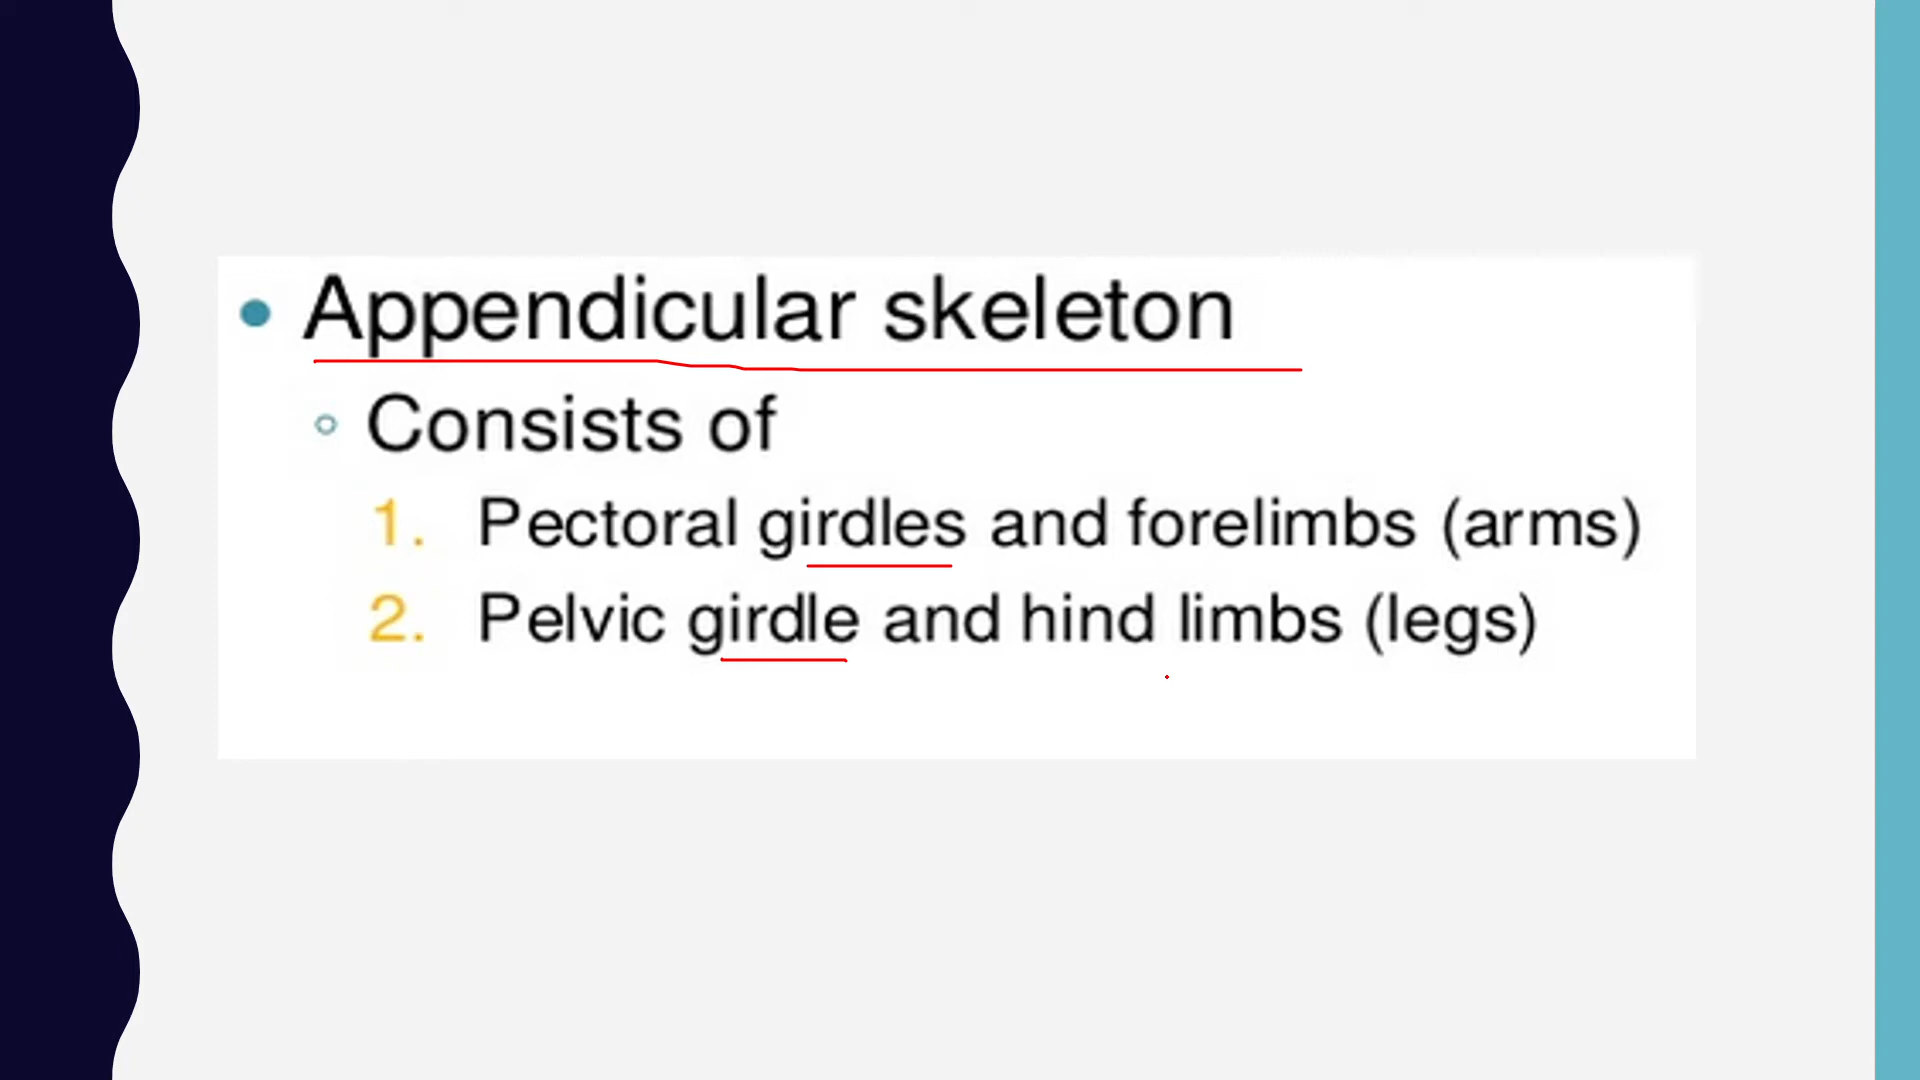 • Appendicular skeleton
◦ Consists of
1. Pectoral girdles and forelimbs (arms)
2. Pelvic girdle and hind limbs (legs)